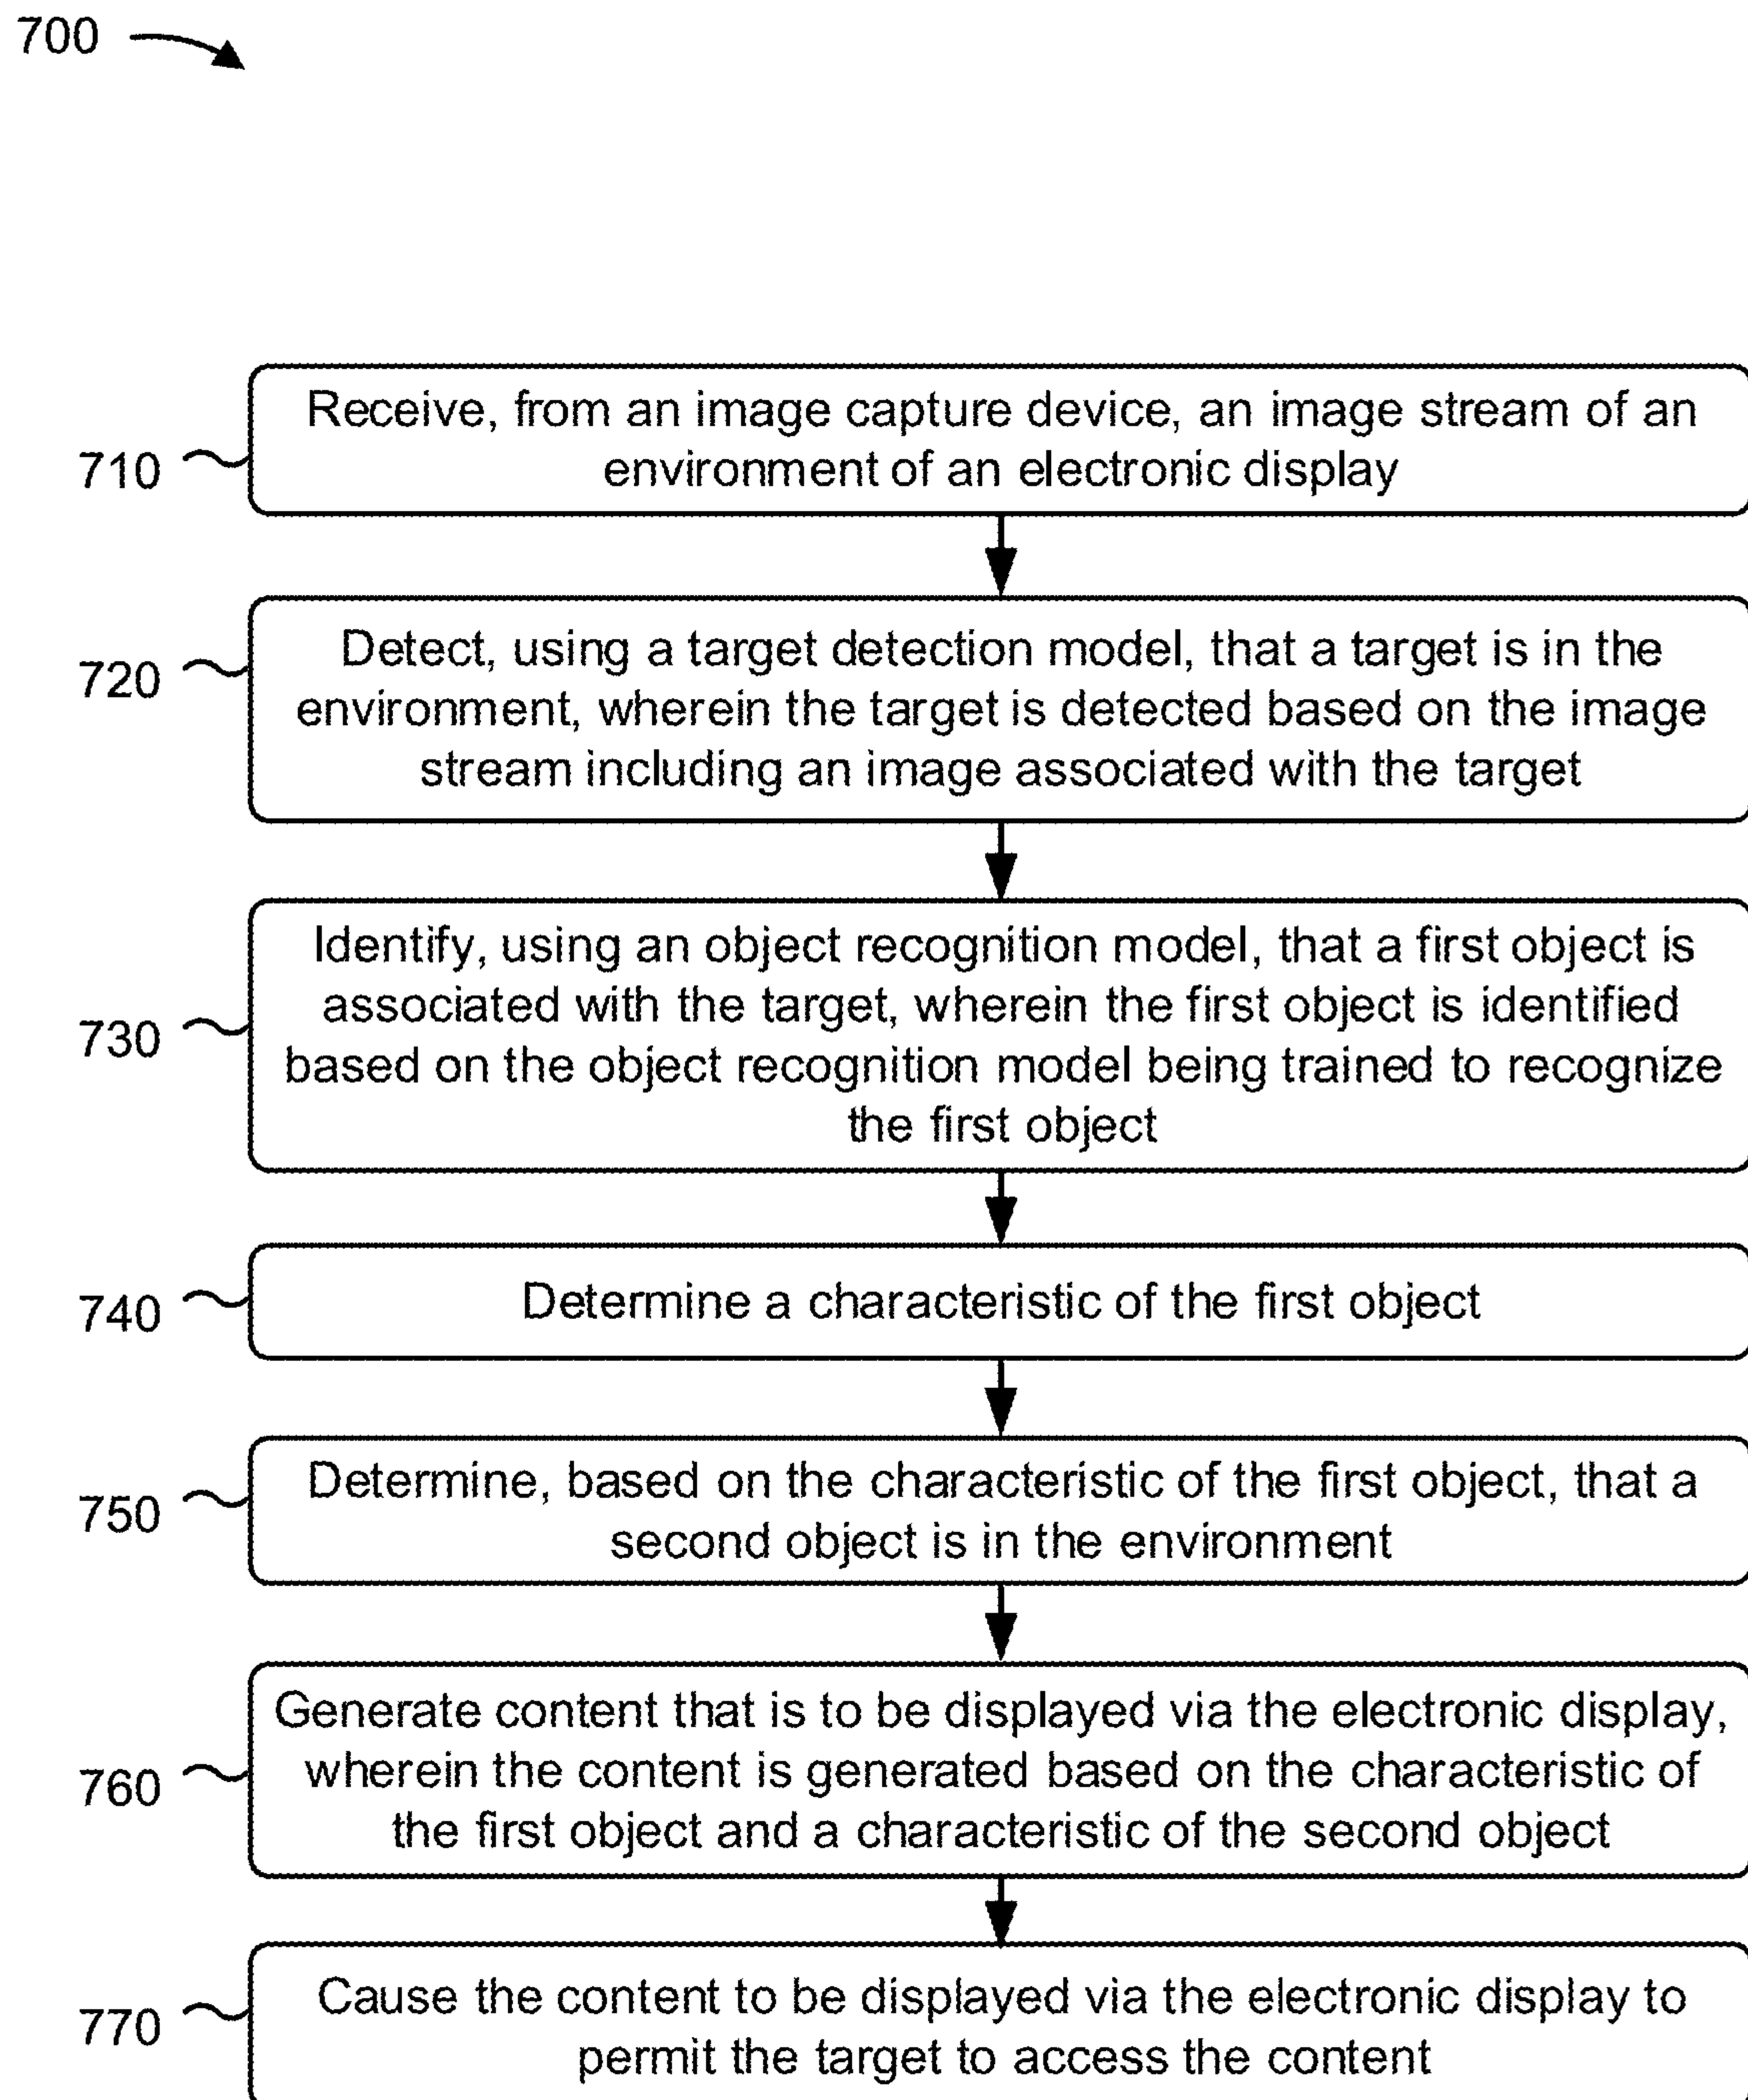 700
Receive, from an image capture device, an image stream of an
environment of an electronic display
710
Detect, using a target detection model, that a target is in the
environment, wherein the target is detected based on the image
stream including an image associated with the target
720
Identify, using an object recognition model, that a first object is
associated with the target, wherein the first object is identified
based on the object recognition model being trained to recognize
the first object
730
Determine a characteristic of the first object
740
Determine, based on the characteristic of the first object, that a
second object is in the environment
750
Generate content that is to be displayed via the electronic display,
wherein the content is generated based on the characteristic of
the first object and a characteristic of the second object
760
Cause the content to be displayed via the electronic display to
permit the target to access the content
770